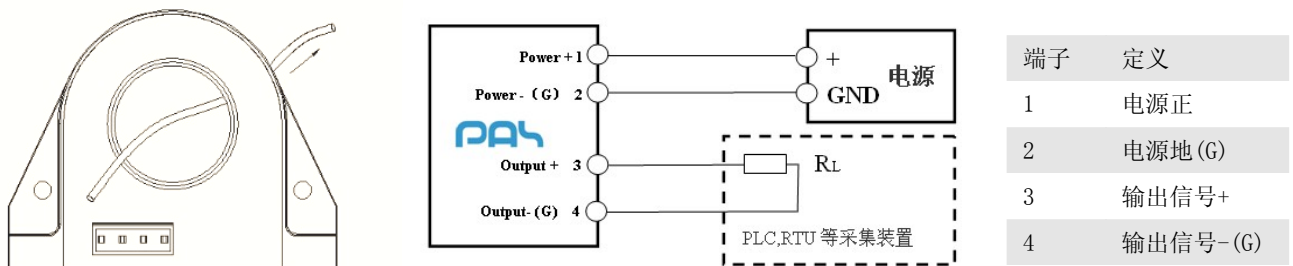 Power + 1
Power - (G) 2
PAS
Output + 3
Output- (G) 4
+
GND
电源
RL
PLC,RTU 等采集装置
端子 定义
1 电源正
2 电源地(G)
3 输出信号+
4 输出信号-(G)